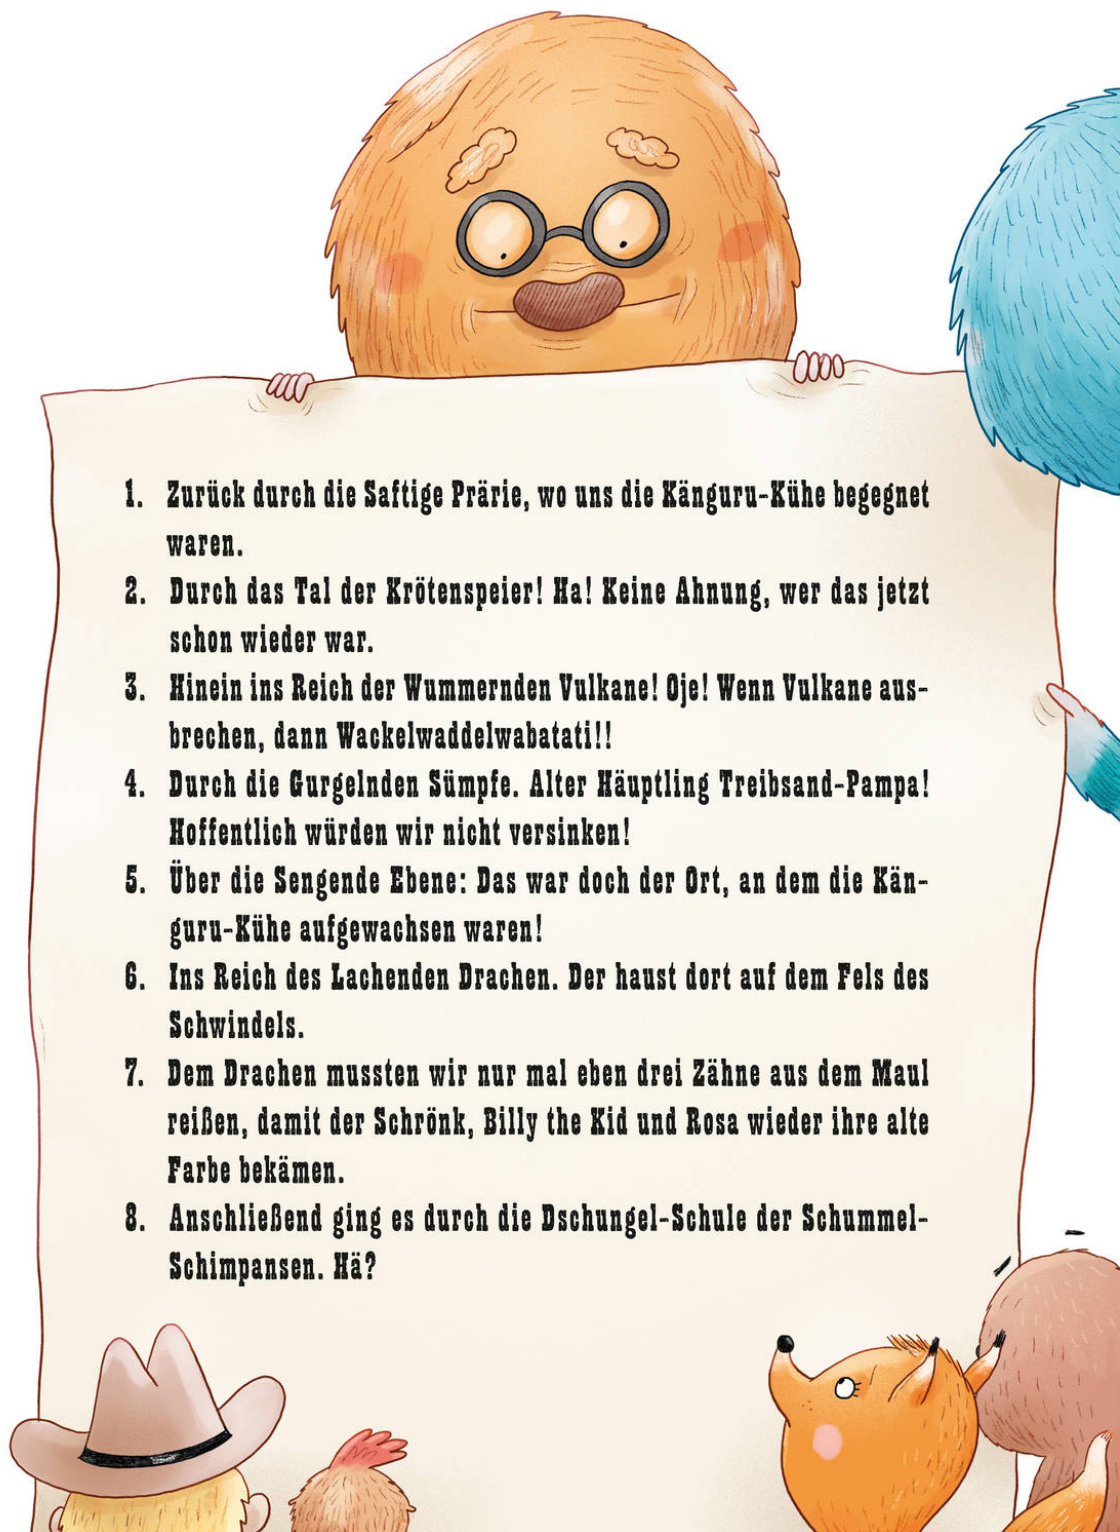 1. Zurück durch die Saftige Prärie, wo uns die Känguru-Kühe begegnet
waren.
2. Durch das Tal der Krötenspeier! Ha! Keine Ahnung, wer das jetzt
schon wieder war.
3. Hinein ins Reich der Wummernden Vulkane! Oje! Wenn Vulkane aus-
brechen, dann Wackelwaddelwabatati!!
4. Durch die Gurgelnden Sümpfe. Alter Häuptling Treibsand-Pampa!
Hoffentlich würden wir nicht versinken!
5. Über die Sengende Ebene: Das war doch der Ort, an dem die Kän-
guru-Kühe aufgewachsen waren!
6. Ins Reich des Lachenden Drachen. Der haust dort auf dem Fels des
Schwindels.
7. Dem Drachen mussten wir nur mal eben drei Zähne aus dem Maul
reißen, damit der Schrönk, Billy the Kid und Rosa wieder ihre alte
Farbe bekämen.
8. Anschließend ging es durch die Dschungel-Schule der Schummel-
Schimpansen. Hä?